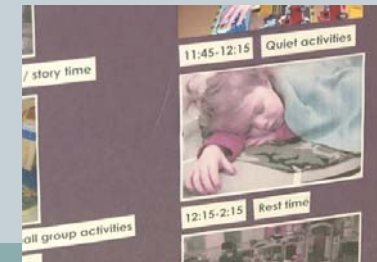 / story time
all group activities
11:45-12:15 Quiet activities
12:15-2:15 Rest time